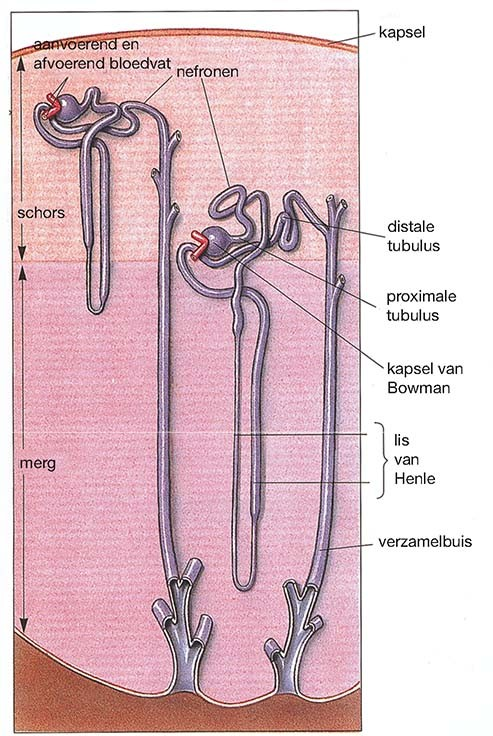 kapsel
aanvoerend en
afvoerend bloedvat
nefronen
schors
distale
tubulus
proximale
tubulus
kapsel van
Bowman
lis
van
Henle
merg
verzamelbuis